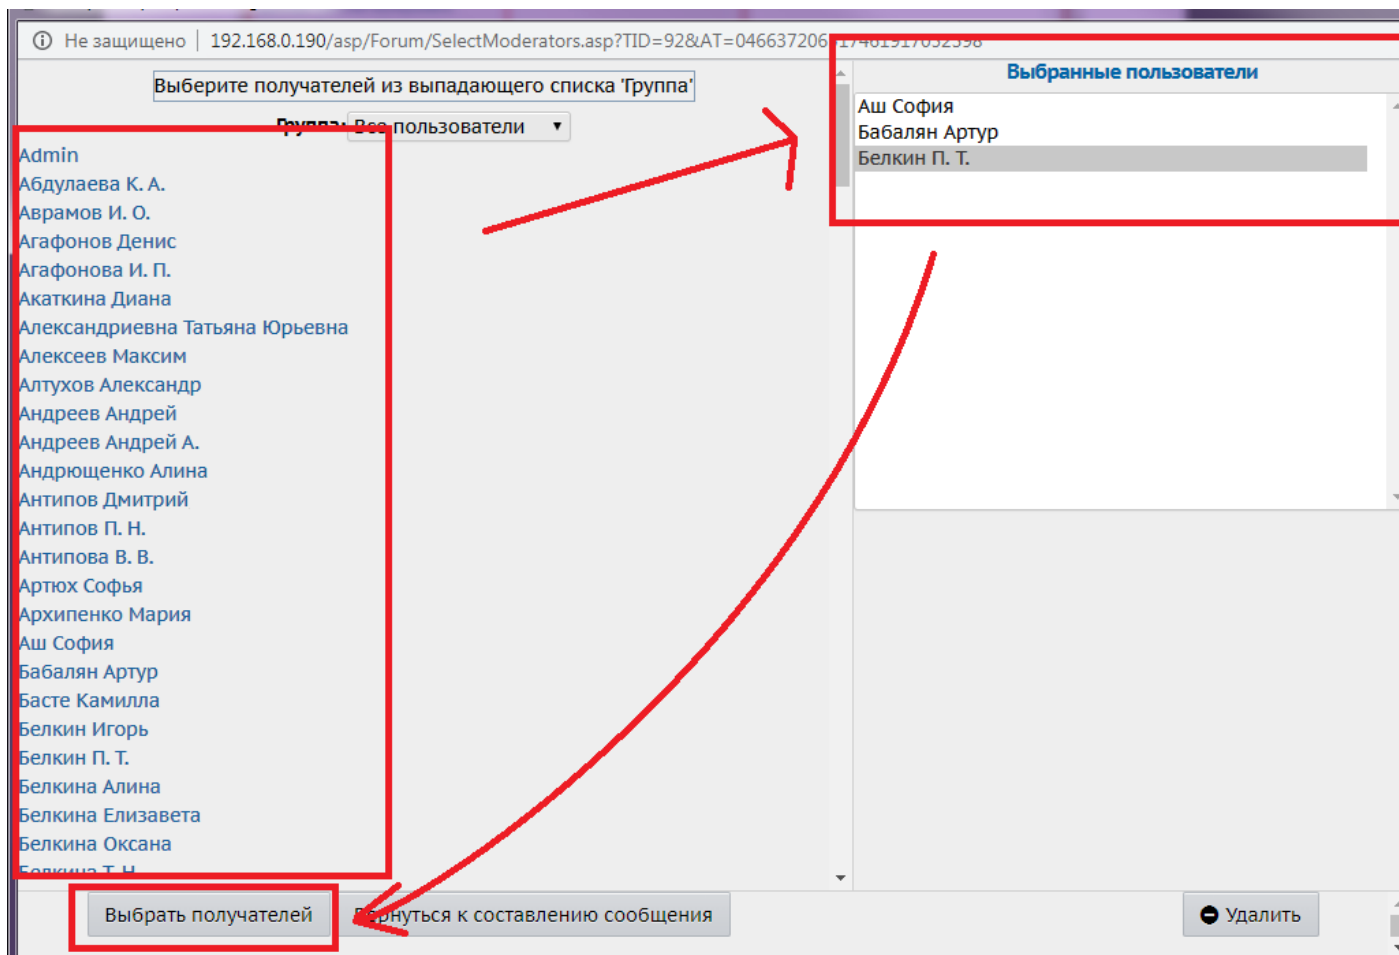 Не защищено | 192.168.0.190/asp/Forum/SelectModerators.asp?TID=92&AT=
Выберите получателей из выпадающего списка 'Группа'
Группа: Все пользователи
Admin
Абдулаева К. А.
Аврамов И. О.
Агафонов Денис
Агафонова И. П.
Акаткина Диана
Александриевна Татьяна Юрьевна
Алексеев Максим
Алтухов Александр
Андреев Андрей
Андреев Андрей А.
Андрющенко Алина
Антипов Дмитрий
Антипов П. Н.
Антипова В. В.
Артюх Софья
Архипенко Мария
Аш София
Бабалян Артур
Басте Камилла
Белкин Игорь
Белкин П. Т.
Белкина Алина
Белкина Елизавета
Белкина Оксана
Белкина Т. Н.
Выбранные пользователи
Аш София
Бабалян Артур
Белкин П. Т.
Выбрать получателей
Вернуться к составлению сообщения
Удалить